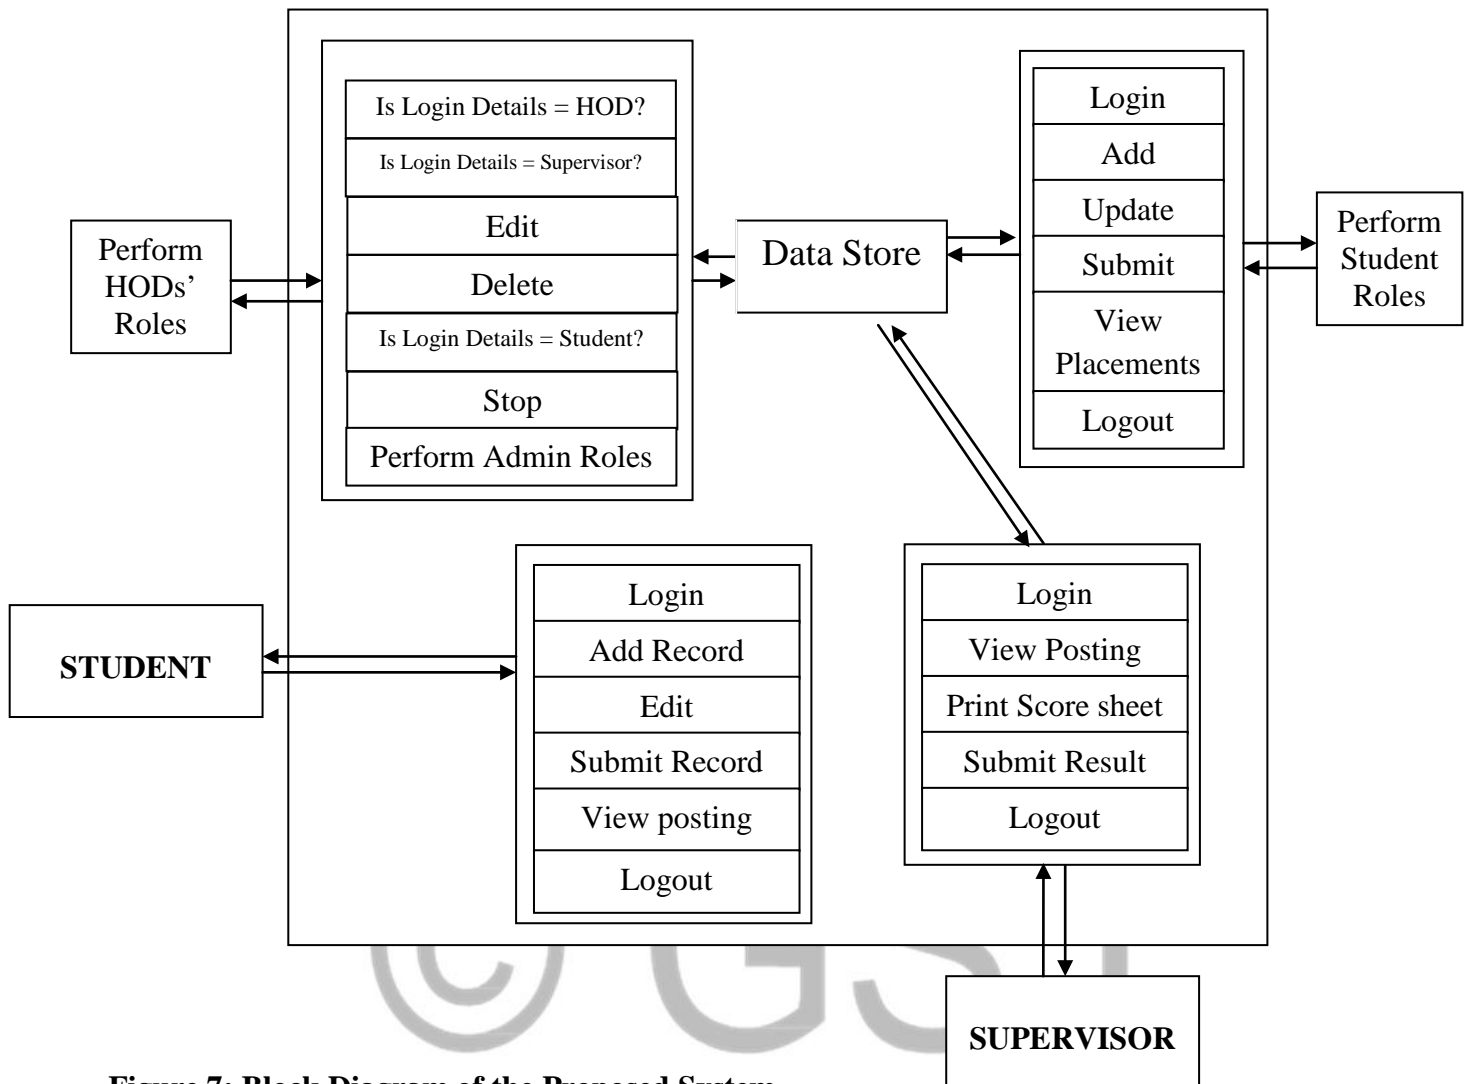 Is Login Details = HOD?
Is Login Details = Supervisor?
Edit
Delete
Is Login Details = Student?
Stop
Perform Admin Roles
Perform
HODs’
Roles
Data Store
Login
Add
Update
Submit
View
Placements
Logout
Perform
Student
Roles
STUDENT
Login
Add Record
Edit
Submit Record
View posting
Logout
Login
View Posting
Print Score sheet
Submit Result
Logout
SUPERVISOR
© GSJ
Figure 7: Block Diagram of the Proposed System